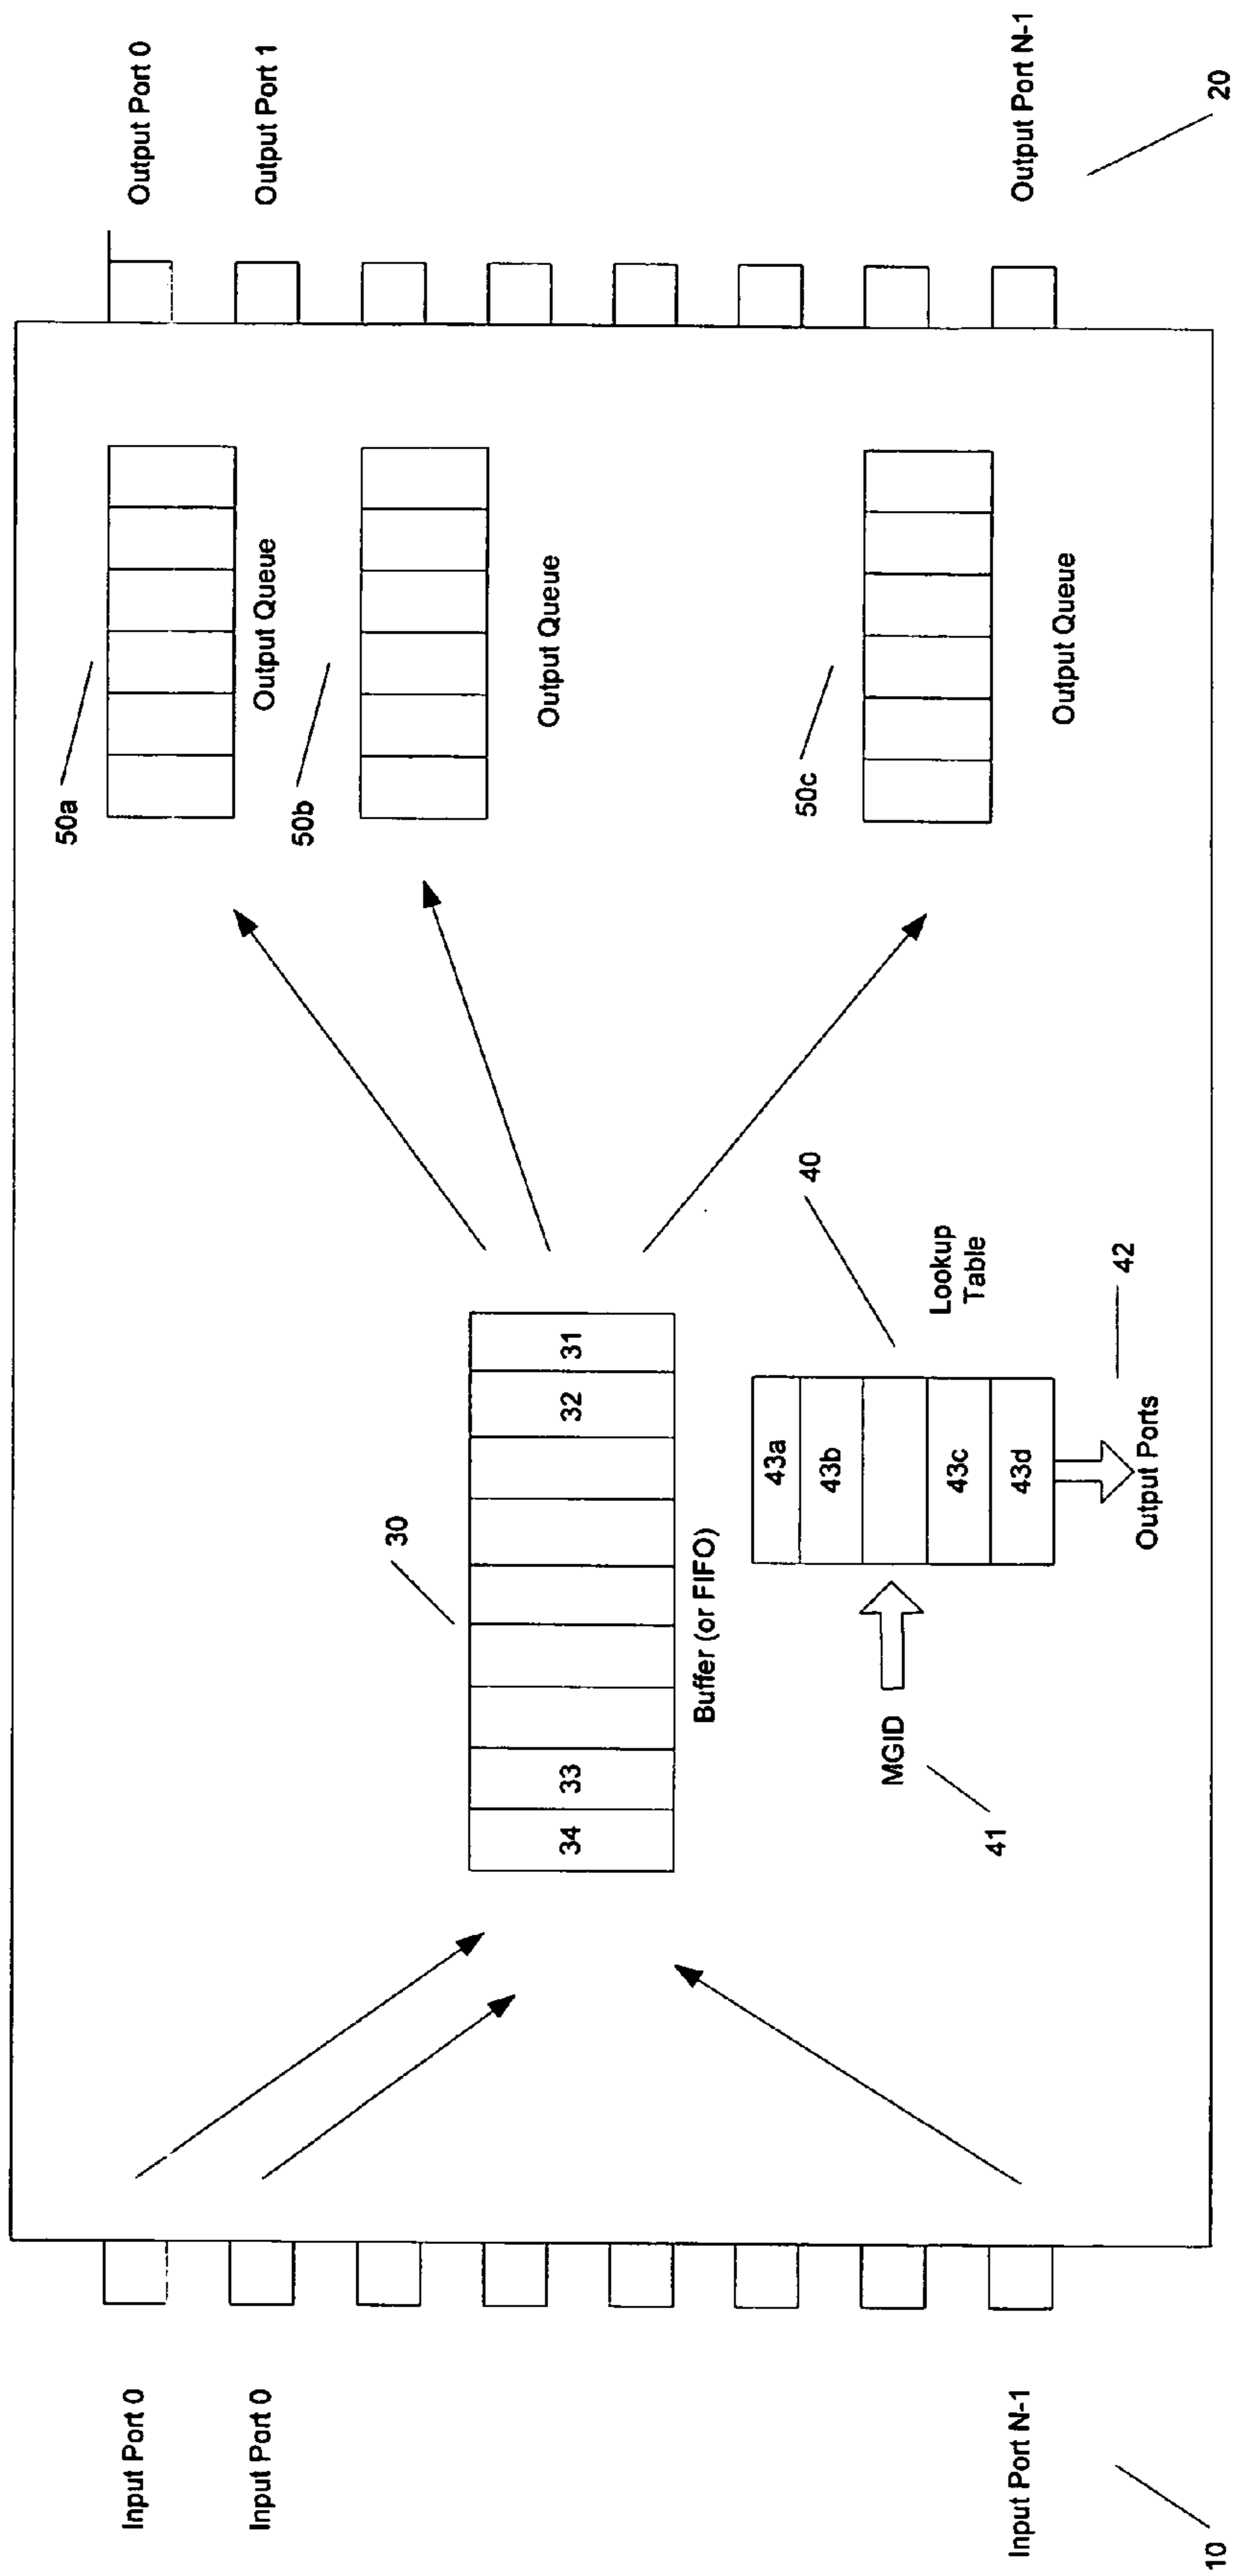 Input Port 0
Input Port 0
Input Port N-1
10
34
33
32
31
30
Buffer (or FIFO)
MGID
41
43a
43b
43c
43d
40
Lookup
Table
Output Ports
42
50a
Output Queue
50b
Output Queue
50c
Output Queue
Output Port 0
Output Port 1
Output Port N-1
20